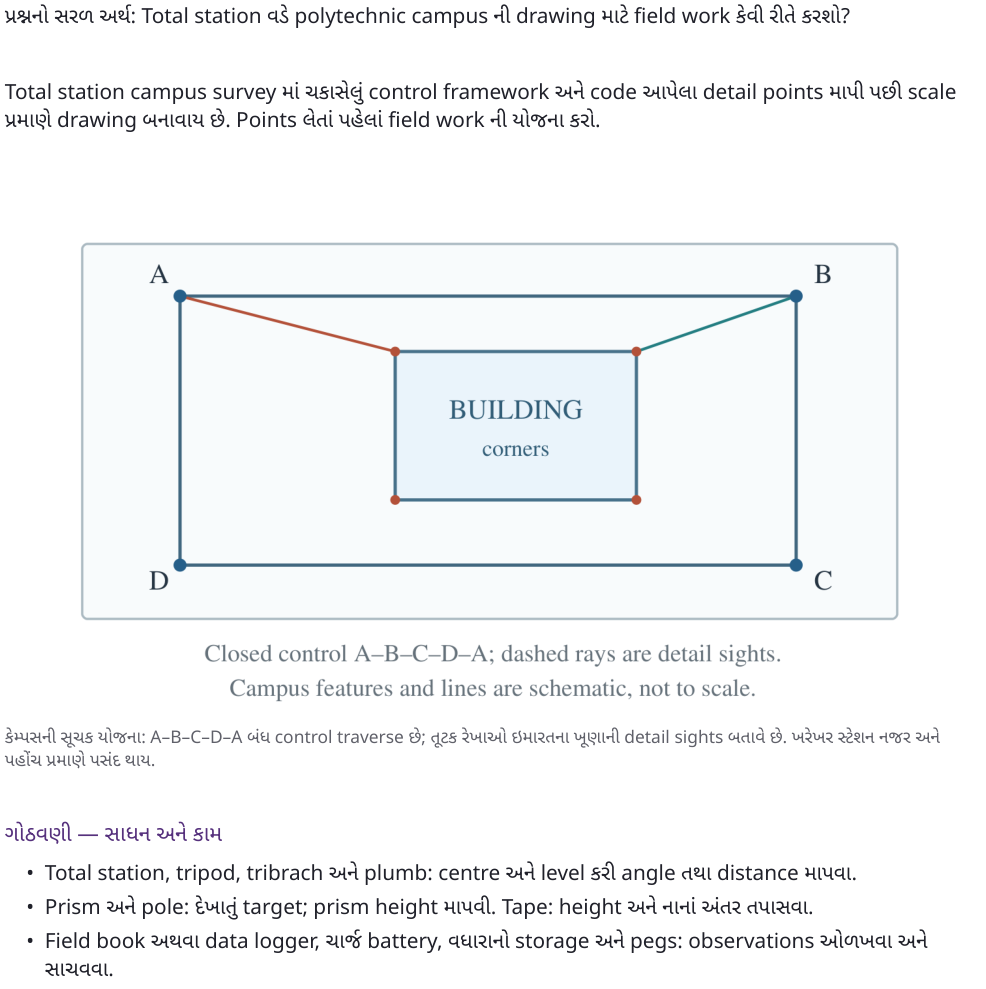 પ્રશ્નનો સરળ અર્થ: Total station વડે polytechnic campus ની drawing માટે field work કેવી રીતે કરશો?
Total station campus survey માં ચકાસેલું control framework અને code આપેલા detail points માપી પછી scale
પ્રમાણે drawing બનાવાય છે. Points લેતાં પહેલાં field work ની યોજના કરો.
A
B
BUILDING
corners
D
C
Closed control A–B–C–D–A; dashed rays are detail sights.
Campus features and lines are schematic, not to scale.
કેમ્પસની સૂચક યોજના: A–B–C–D–A બંધ control traverse છે; તૂટક રેખાઓ ઇમારતના ખૂણાની detail sights બતાવે છે. ખરેખર સ્ટેશન નજર અને
પહોંચ પ્રમાણે પસંદ થાય.
ગોઠવણી — સાધન અને કામ
• Total station, tripod, tribrach અને plumb: centre અને level કરી angle તથા distance માપવા.
• Prism અને pole: દેખાતું target; prism height માપવી. Tape: height અને નાનાં અંતર તપાસવા.
• Field book અથવા data logger, ચાર્જ battery, વધારાનો storage અને pegs: observations ઓળખવા અને
સાચવવા.